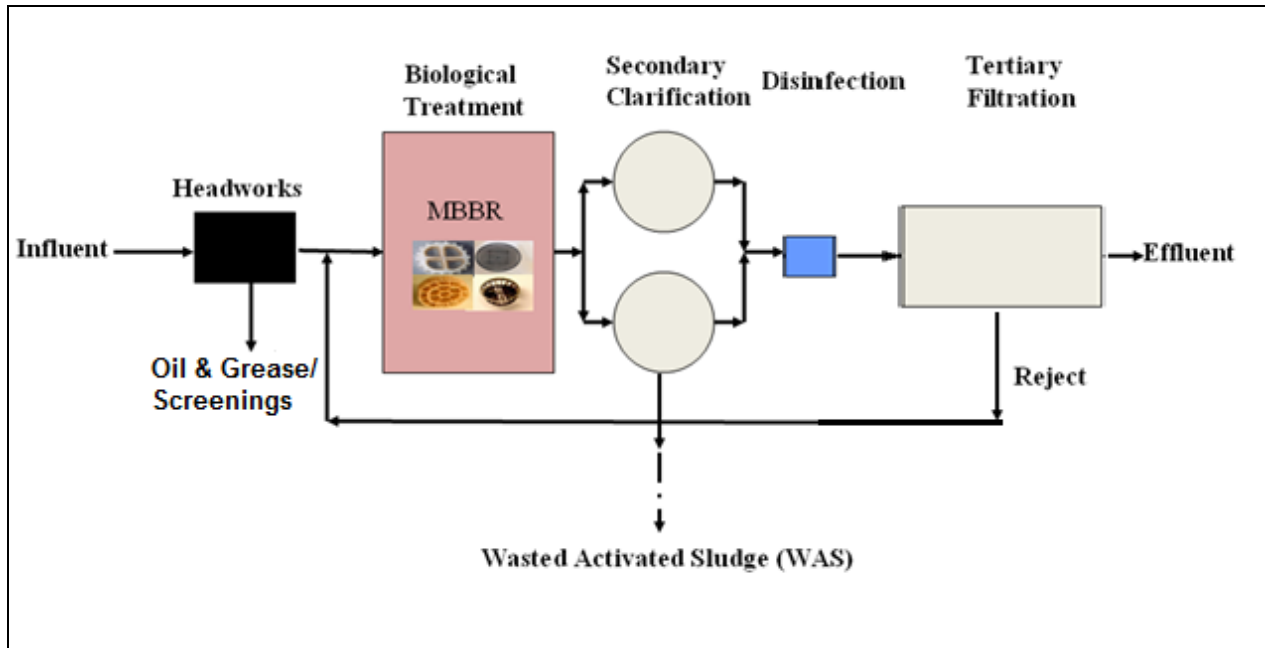 Biological
Treatment
Secondary
Clarification
Disinfection
Tertiary
Filtration
Headworks
MBBR
Influent
Effluent
Oil & Grease/
Screenings
Reject
Wasted Activated Sludge (WAS)